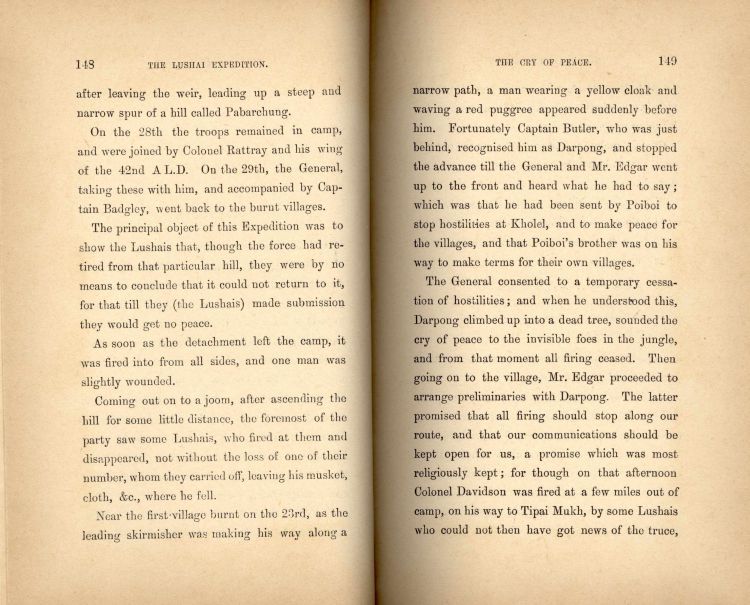 148 THE LUSHAI EXPEDITION.
after leaving the weir, leading up a steep and
narrow spur of a hill called Pabarchung.
On the 28th the troops remained in camp,
and were joined by Colonel Rattray and his wing
of the 42nd A L.D. On the 29th, the General,
taking these with him, and accompanied by Cap-
tain Badgley, went back to the burnt villages.
The principal object of this Expedition was to
show the Lushais that, though the force had re-
tired from that particular hill, they were by no
means to conclude that it could not return to it,
for that till they (the Lushais) made submission
they would get no peace.
As soon as the detachment left the camp, it
was fired into from all sides, and one man was
slightly wounded.
Coming out on to a joom, after ascending the
hill for some little distance, the foremost of the
party saw some Lushais, who fired at them and
disappeared, not without the loss of one of their
number, whom they carried off, leaving his musket,
cloth, &c., where he fell.
Near the first village burnt on the 23rd, as the
leading skirmisher was making his way along a
THE CRY OF PEACE. 149
narrow path, a man wearing a yellow cloak and
waving a red puggree appeared suddenly before
him. Fortunately Captain Butler, who was just
behind, recognised him as Darpong, and stopped
the advance till the General and Mr. Edgar went
up to the front and heard what he had to say;
which was that he had been sent by Poiboi to
stop hostilities at Kholel, and to make peace for
the villages, and that Poiboi's brother was on his
way to make terms for their own villages.
The General consented to a temporary cessa-
tion of hostilities; and when he understood this,
Darpong climbed up into a dead tree, sounded the
cry of peace to the invisible foes in the jungle,
and from that moment all firing ceased. Then
going on to the village, Mr. Edgar proceeded to
arrange preliminaries with Darpong. The latter
promised that all firing should stop along our
route, and that our communications should be
kept open for us, a promise which was most
religiously kept; for though on that afternoon
Colonel Davidson was fired at a few miles out of
camp, on his way to Tipai Mukh, by some Lushais
who could not then have got news of the truce,